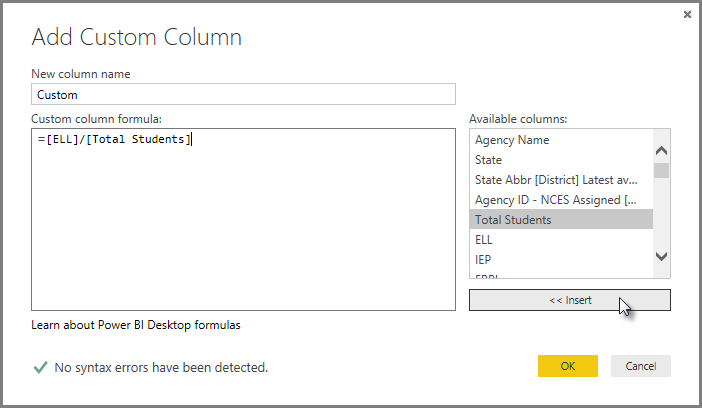 Add Custom Column
New column name
Custom
Custom column formula:
=[ELL]/[Total Students]
Available columns:
Agency Name
State
State Abbr [District] Latest av...
Agency ID - NCES Assigned [...
Total Students
ELL
IEP
<< Insert
Learn about Power BI Desktop formulas
No syntax errors have been detected.
OK
Cancel